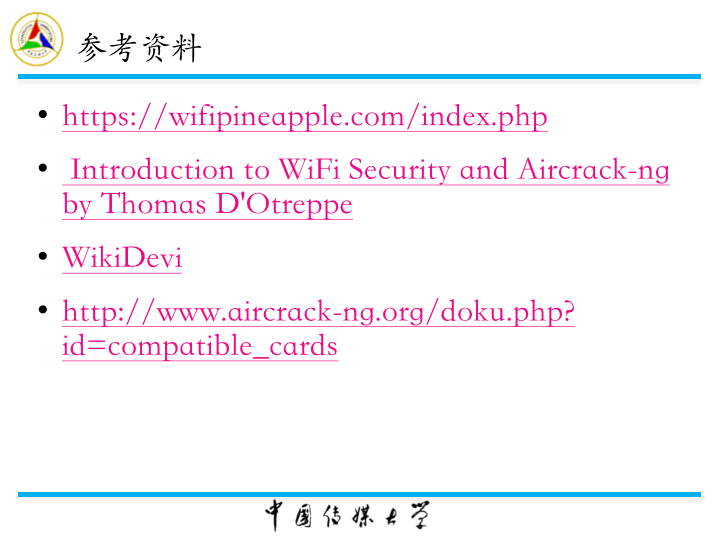 参考资料
• https://wifipineapple.com/index.php
• Introduction to WiFi Security and Aircrack-ng
by Thomas D'Otreppe
• WikiDevi
• http://www.aircrack-ng.org/doku.php?
id=compatible_cards
中国传媒大学